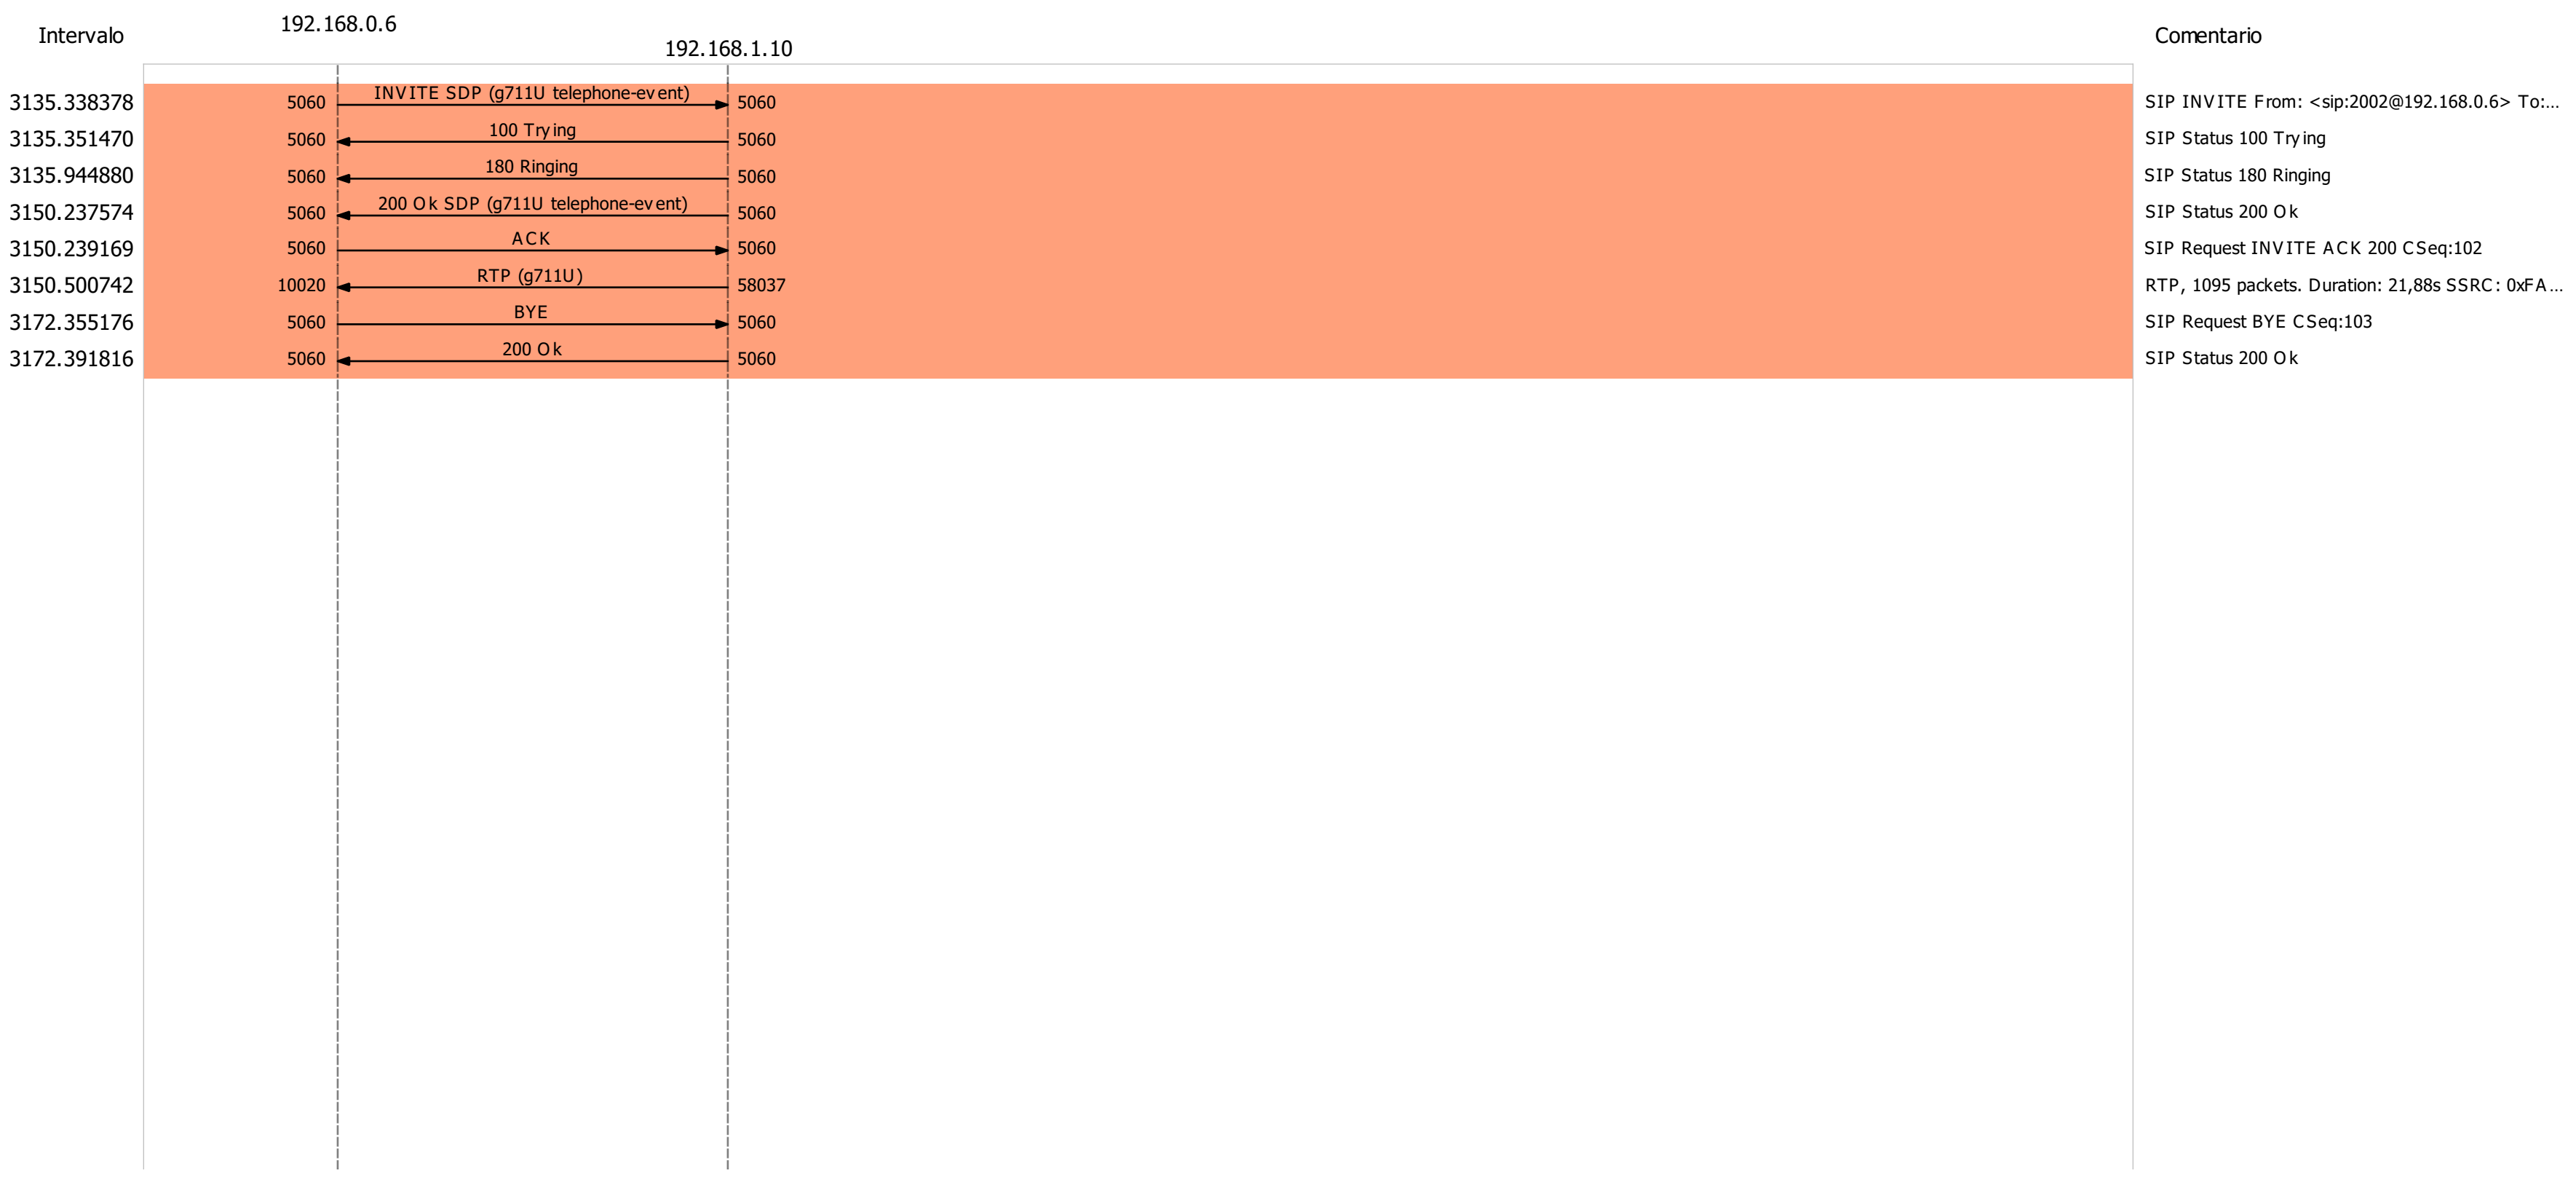 Intervalo 192.168.0.6 192.168.1.10 Comentario
3135.338378 5060 INVITE SDP (g711U telephone-event) 5060 SIP INVITE From: <sip:2002@192.168.0.6> To:...
3135.351470 5060 100 Trying 5060 SIP Status 100 Trying
3135.944880 5060 180 Ringing 5060 SIP Status 180 Ringing
3150.237574 5060 200 Ok SDP (g711U telephone-event) 5060 SIP Status 200 Ok
3150.239169 5060 ACK 5060 SIP Request INVITE ACK 200 CSeq:102
3150.500742 10020 RTP (g711U) 58037 RTP, 1095 packets. Duration: 21,88s SSRC: 0xFA...
3172.355176 5060 BYE 5060 SIP Request BYE CSeq:103
3172.391816 5060 200 Ok 5060 SIP Status 200 Ok